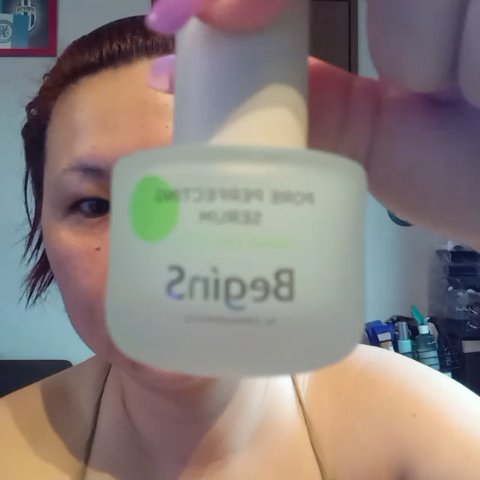 PORE PERFECTING
SERUM
BeginS